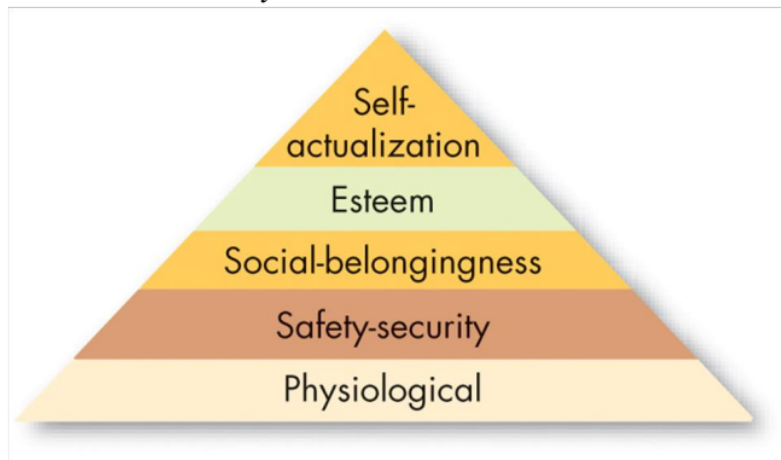 Self-
actualization
Esteem
Social-belongingness
Safety-security
Physiological